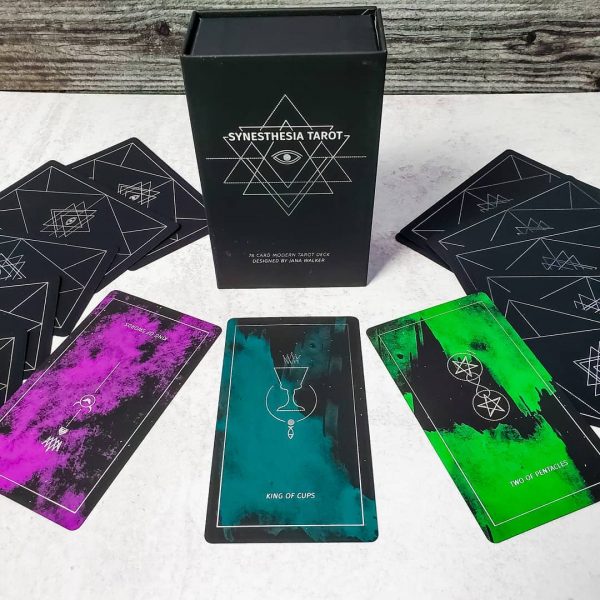 SYNESTHESIA TAROT
78 CARD MODERN TAROT DECK
DESIGNED BY JANA WALKER
KING OF SWORDS
KING OF CUPS
TWO OF PENTACLES